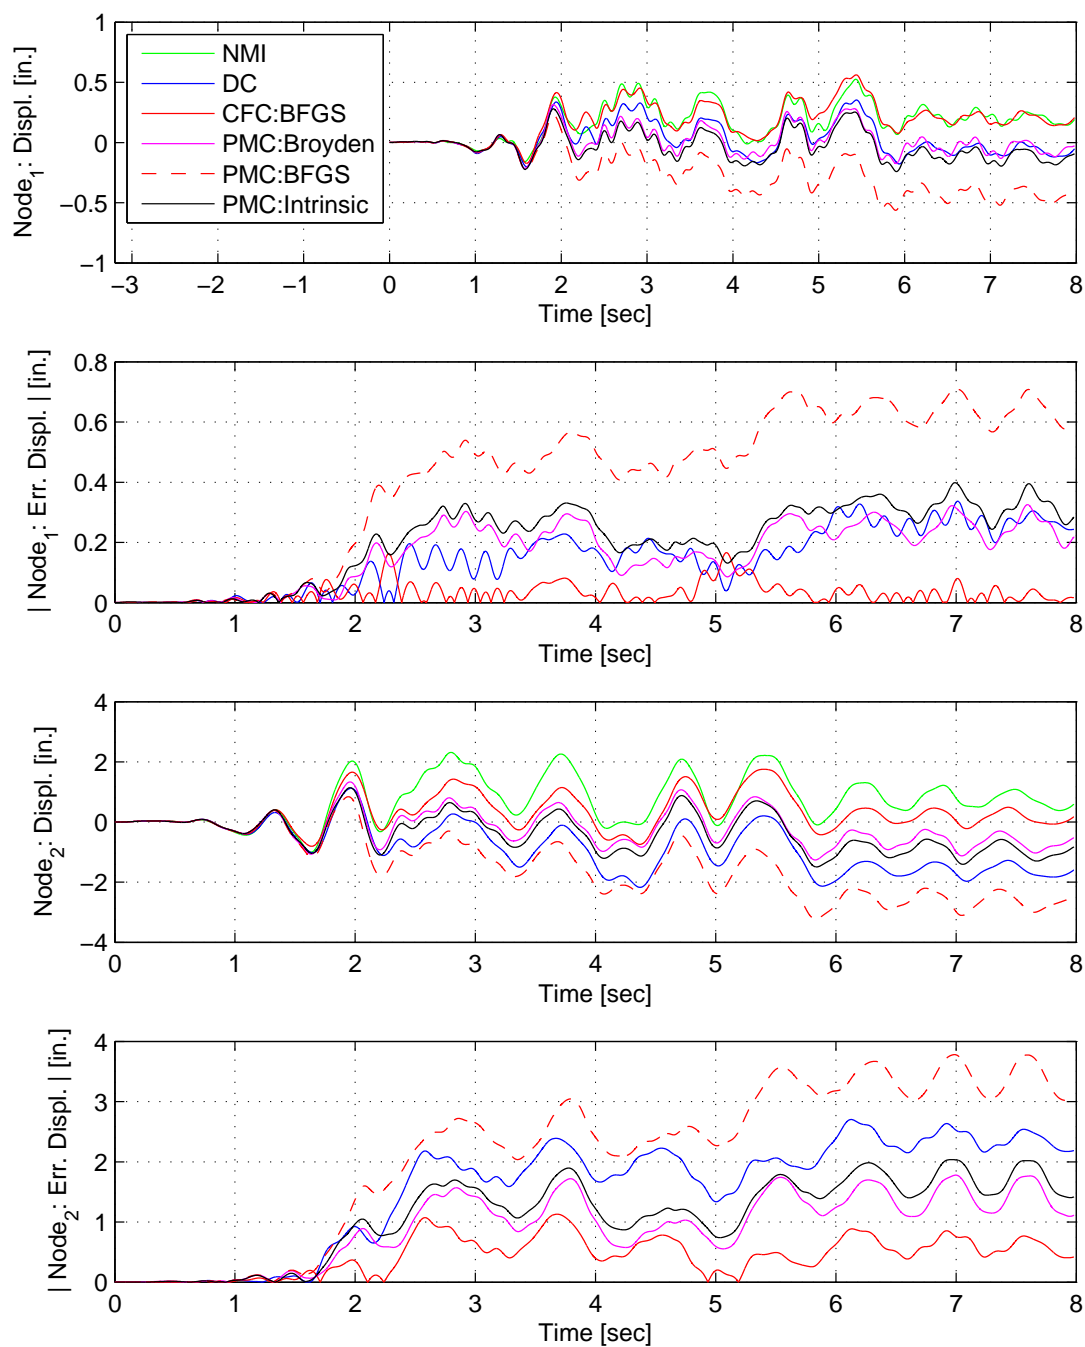 1
0.5
0
−0.5
−1
Node1: Displ. [in.]
NMI
DC
CFC:BFGS
PMC:Broyden
PMC:BFGS
PMC:Intrinsic
−3 −2 −1 0 1 2 3 4 5 6 7 8
Time [sec]
0.8
0.6
0.4
0.2
0
| Node1: Err. Displ. | [in.]
0 1 2 3 4 5 6 7 8
Time [sec]
4
2
0
−2
−4
Node2: Displ. [in.]
0 1 2 3 4 5 6 7 8
Time [sec]
4
3
2
1
0
| Node2: Err. Displ. | [in.]
0 1 2 3 4 5 6 7 8
Time [sec]